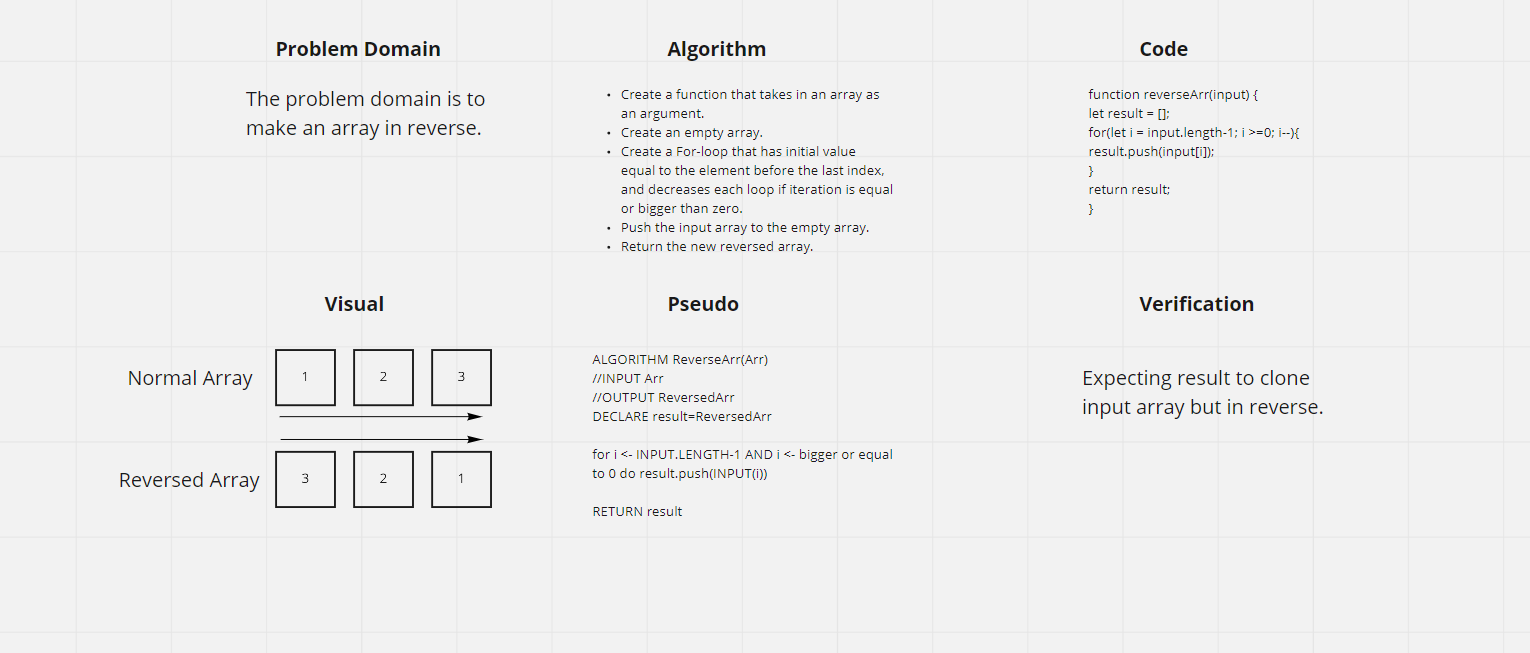 Problem Domain
The problem domain is to
make an array in reverse.
Algorithm
• Create a function that takes in an array as
an argument.
• Create an empty array.
• Create a For-loop that has initial value
equal to the element before the last index,
and decreases each loop if iteration is equal
or bigger than zero.
• Push the input array to the empty array.
• Return the new reversed array.
Code
function reverseArr(input) {
let result = [];
for(let i = input.length-1; i >=0; i--){
result.push(input[i]);
}
return result;
}
Visual
Normal Array
1
2
3
Reversed Array
3
2
1
Pseudo
ALGORITHM ReverseArr(Arr)
//INPUT Arr
//OUTPUT ReversedArr
DECLARE result=ReversedArr
for i <- INPUT.LENGTH-1 AND i <- bigger or equal
to 0 do result.push(INPUT(i))
RETURN result
Verification
Expecting result to clone
input array but in reverse.